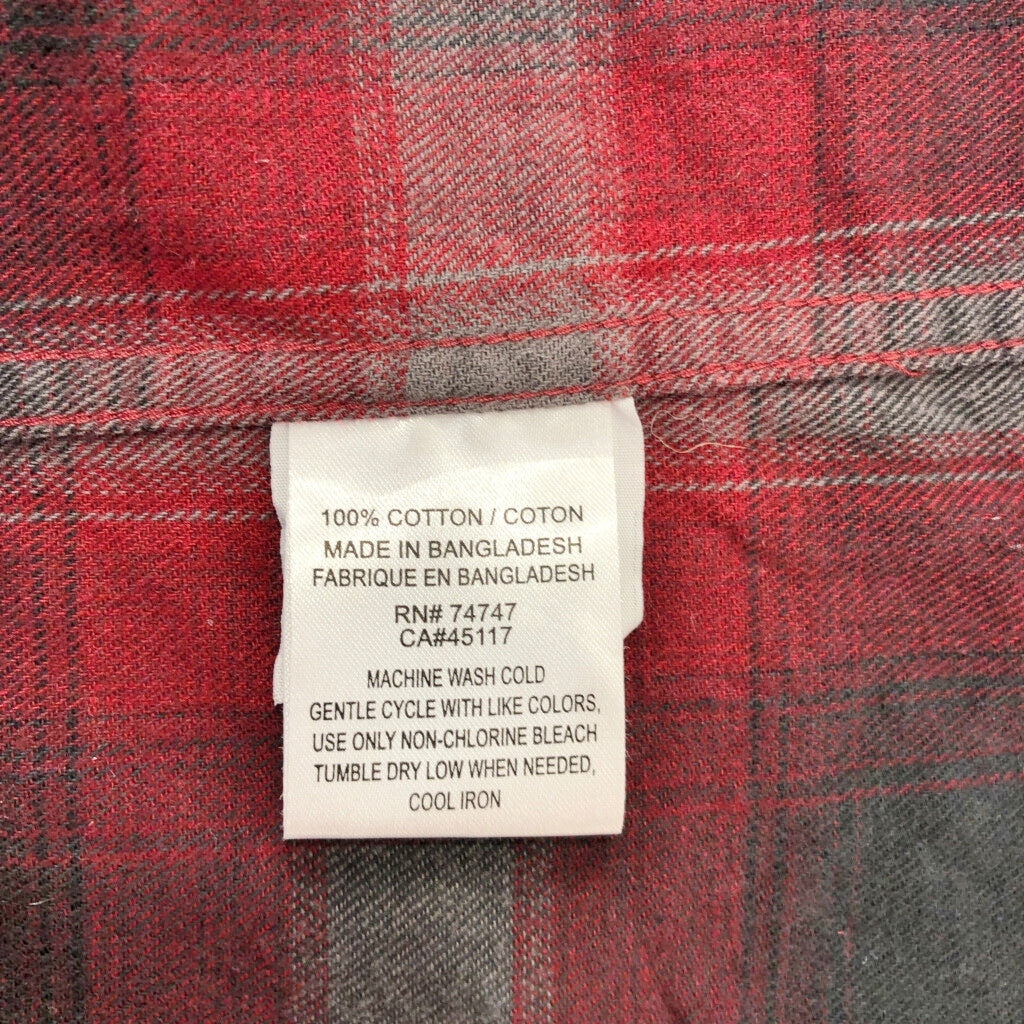 100% COTTON / COTON
MADE IN BANGLADESH
FABRIQUE EN BANGLADESH
RN# 74747
CA#45117
MACHINE WASH COLD
GENTLE CYCLE WITH LIKE COLORS,
USE ONLY NON-CHLORINE BLEACH
TUMBLE DRY LOW WHEN NEEDED,
COOL IRON